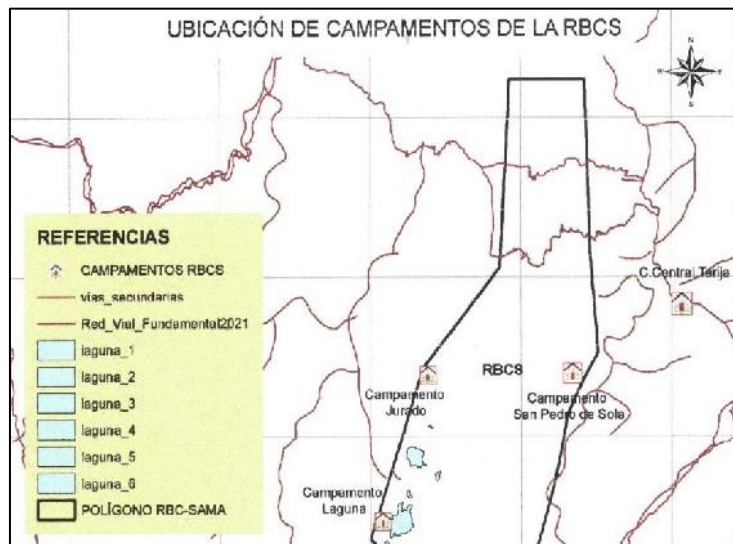 UBICACIÓN DE CAMPAMENTOS DE LA RBCS
N
REFERENCIAS
CAMPAMENTOS RBCS
vías_secundarias
Red_Vial_Fundamental2021
laguna_1
laguna_2
laguna_3
laguna_4
laguna_5
laguna_6
POLÍGONO RBC-SAMA
C.Central Tarija
RBCS
Campamento
Jurado
Campamento
San Pedro de Sola
Campamento
Laguna